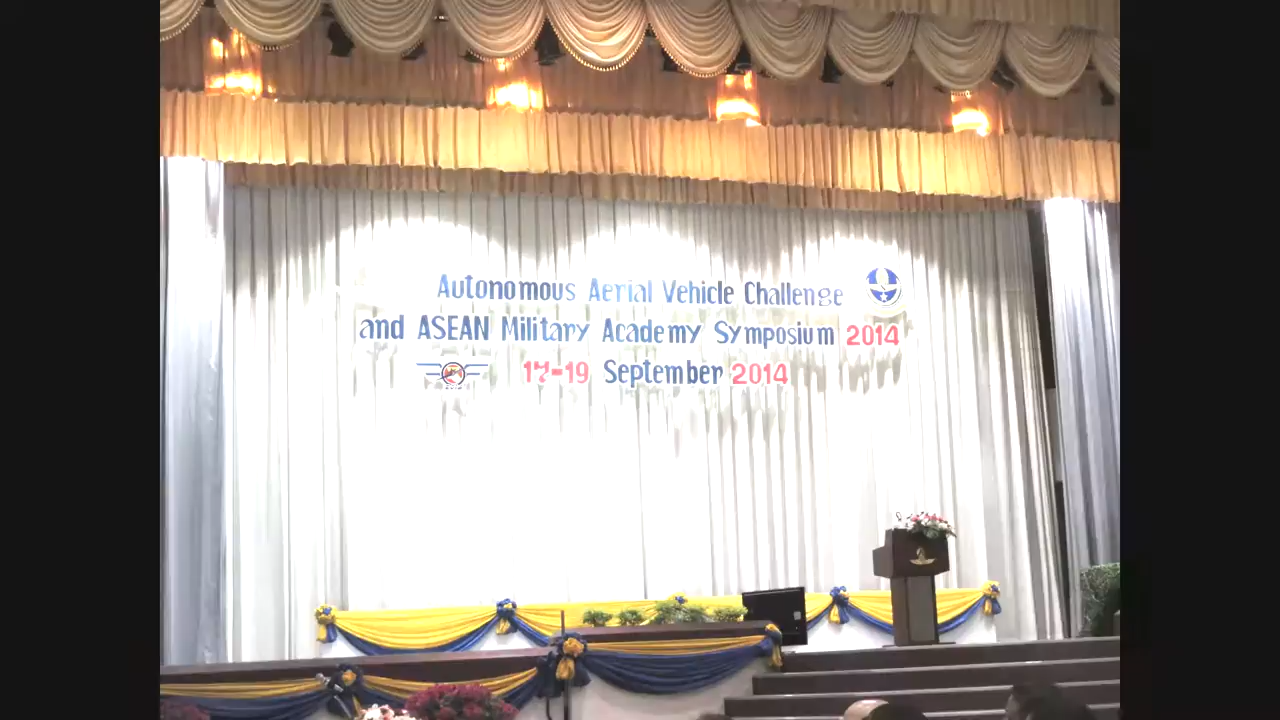 Autonomous Aerial Vehicle Challenge
and ASEAN Military Academy Symposium 2014
17-19 September 2014